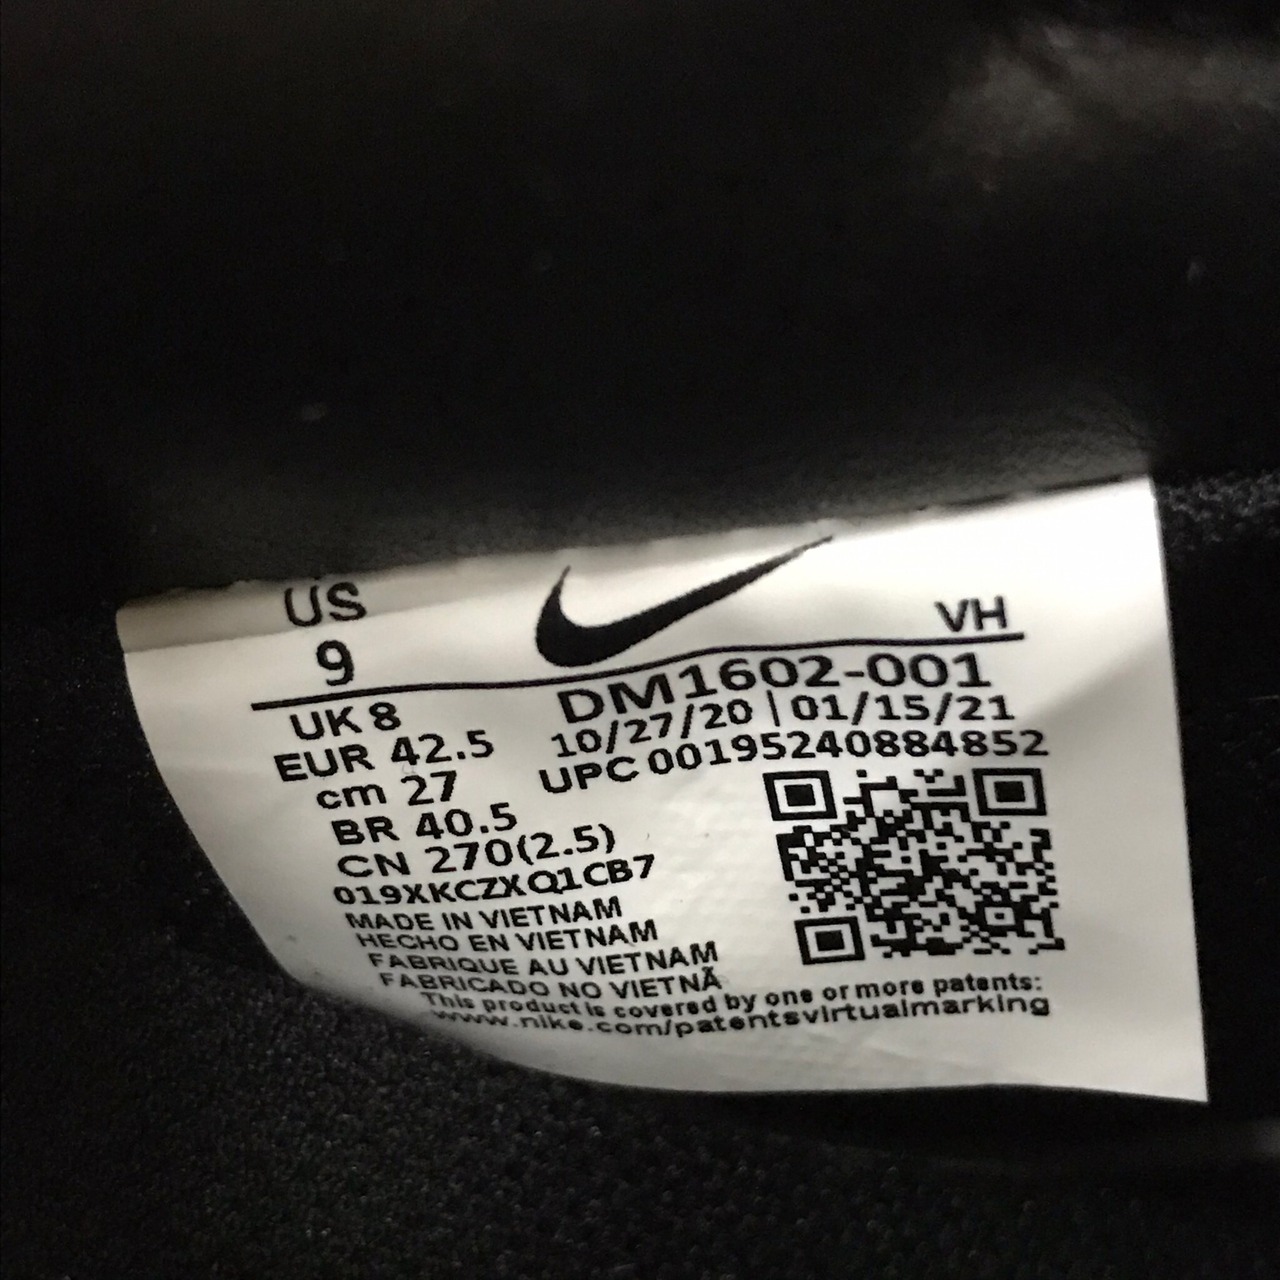 US
9
VH
UK 8
EUR 42.5
cm 27
BR 40.5
CN 270(2.5)
DM1602-001
10/27/20 | 01/15/21
UPC 00195240884852
019XKCZXQ1CB7
MADE IN VIETNAM
HECHO EN VIETNAM
FABRIQUE AU VIETNAM
FABRICADO NO VIETNÃ
This product is covered by one or more patents:
www.nike.com/patentsvirtualmarking